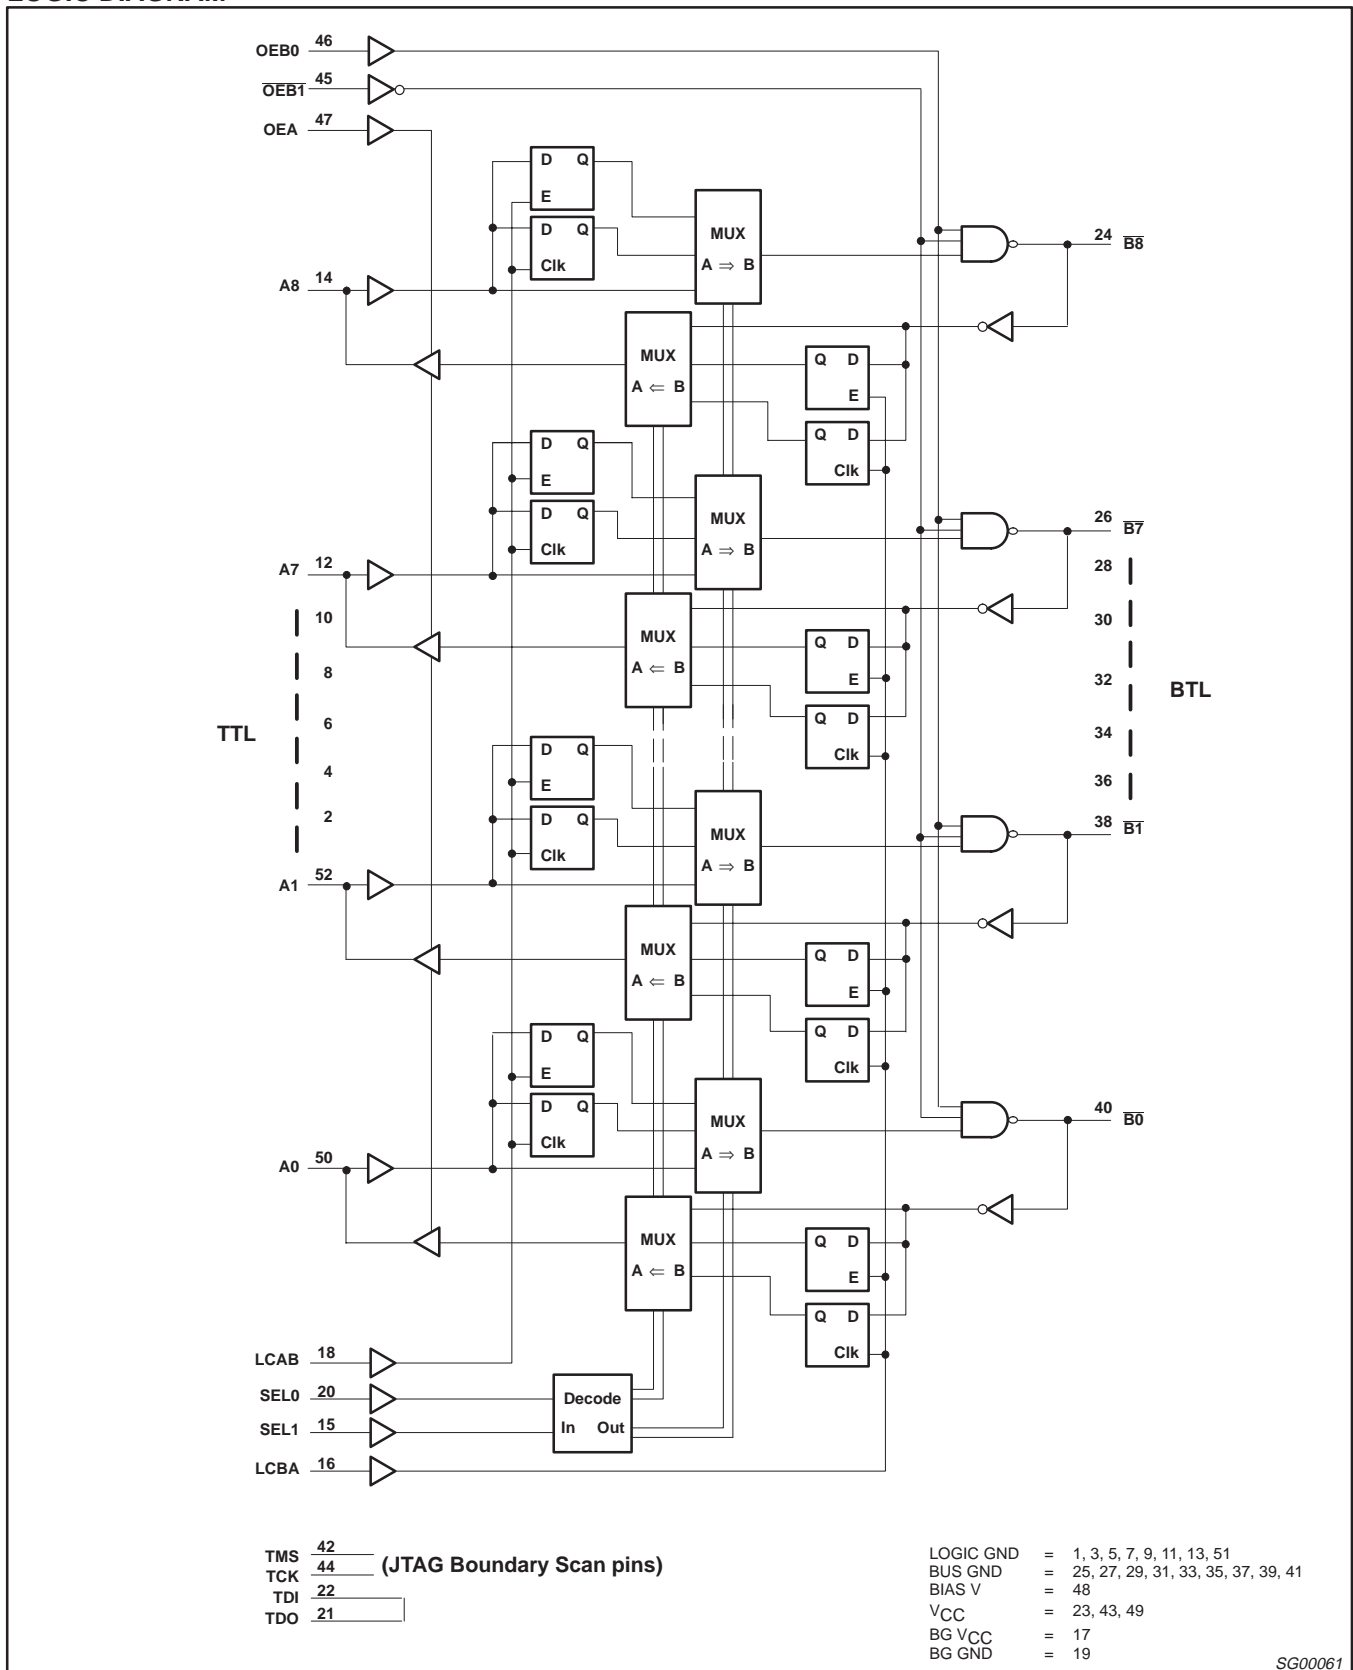 OEB0 46
OEB1 45
OEA 47
D Q
E
MUX
A ⇒ B
D Q
Clk
24 B8
A8 14
MUX
A ⇐ B
Q D
E
Q D
Clk
D Q
E
MUX
A ⇒ B
D Q
Clk
26 B7
A7 12
28
10
30
MUX
A ⇐ B
Q D
E
8
32
BTL
Q D
Clk
TTL
6
34
D Q
E
4
36
2
38 B1
MUX
A ⇒ B
D Q
Clk
A1 52
MUX
A ⇐ B
Q D
E
Q D
Clk
D Q
E
MUX
A ⇒ B
D Q
Clk
40 B0
A0 50
MUX
A ⇐ B
Q D
E
Q D
Clk
LCAB 18
SEL0 20
SEL1 15
LCBA 16
Decode
In Out
TMS 42
TCK 44
(JTAG Boundary Scan pins)
TDI 22
TDO 21
LOGIC GND = 1, 3, 5, 7, 9, 11, 13, 51
BUS GND = 25, 27, 29, 31, 33, 35, 37, 39, 41
BIAS V = 48
VCC = 23, 43, 49
BG VCC = 17
BG GND = 19
SG00061